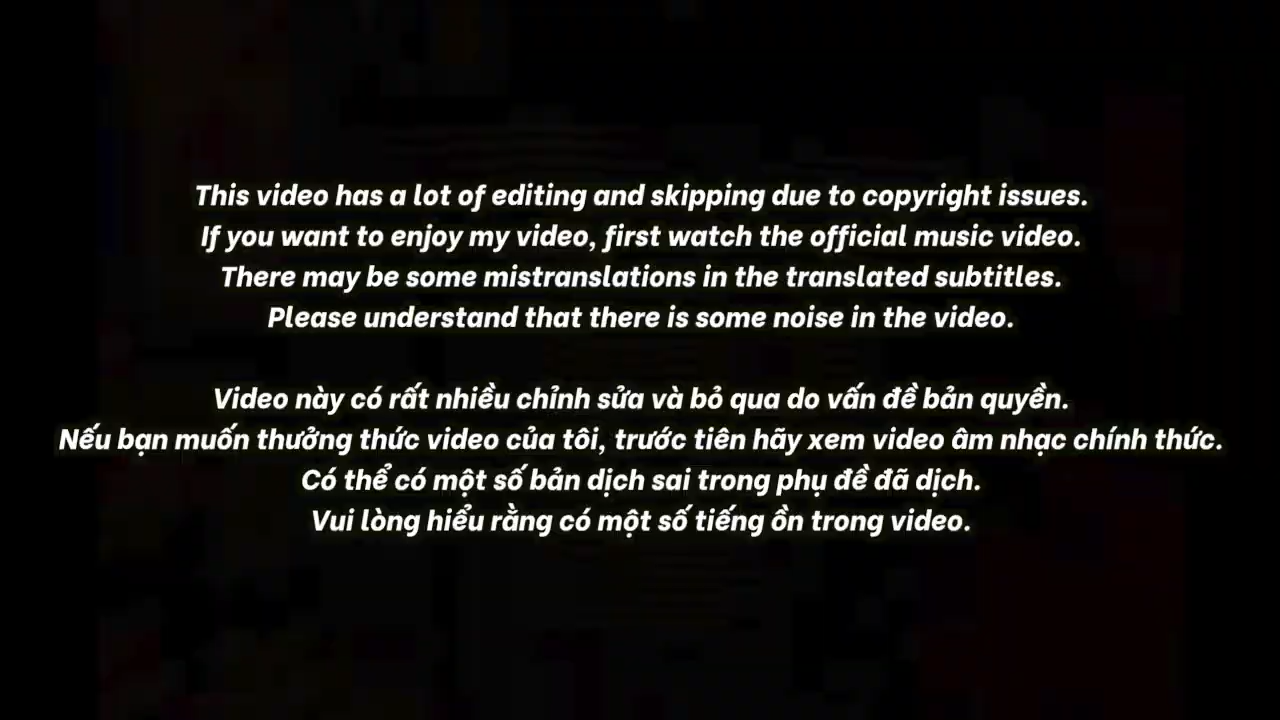 This video has a lot of editing and skipping due to copyright issues.
If you want to enjoy my video, first watch the official music video.
There may be some mistranslations in the translated subtitles.
Please understand that there is some noise in the video.
Video này có rất nhiều chỉnh sửa và bỏ qua do vấn đề bản quyền.
Nếu bạn muốn thưởng thức video của tôi, trước tiên hãy xem video âm nhạc chính thức.
Có thể có một số bản dịch sai trong phụ đề đã dịch.
Vui lòng hiểu rằng có một số tiếng ồn trong video.